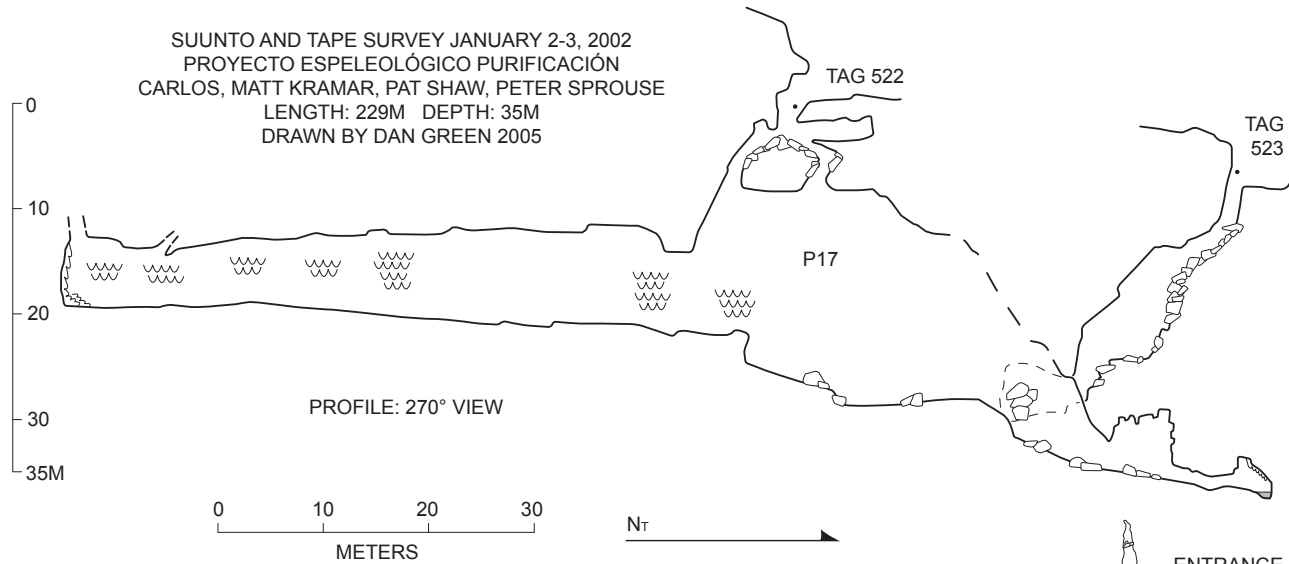 SUUNTO AND TAPE SURVEY JANUARY 2-3, 2002
PROYECTO ESPELEOLÓGICO PURIFICACIÓN
CARLOS, MATT KRAMAR, PAT SHAW, PETER SPROUSE
LENGTH: 229M DEPTH: 35M
DRAWN BY DAN GREEN 2005
TAG 522
TAG
523
0
10
20
30
35M
P17
PROFILE: 270° VIEW
0 10 20 30
METERS
NT
ENTRANCE